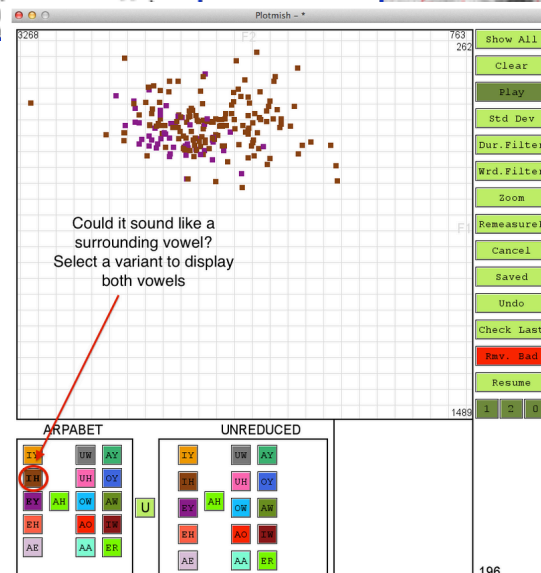 Plotmish - *
3268
F2
763
262
Show All
Clear
Play
Std Dev
Dur.Filter
Wrd.Filter
Zoom
Could it sound like a
surrounding vowel?
Select a variant to display
both vowels
F1
Cancel
Saved
Undo
Check Last
Rmv. Bad
Resume
1489
1 2 0
ARPABET
UNREDUCED
IY UW AY
IH UH OY
EY AH OW AW
EH AO IW
AE AA ER
U
IY UW AY
IH UH OY
EY AH OW AW
EH AO IW
AE AA ER
196